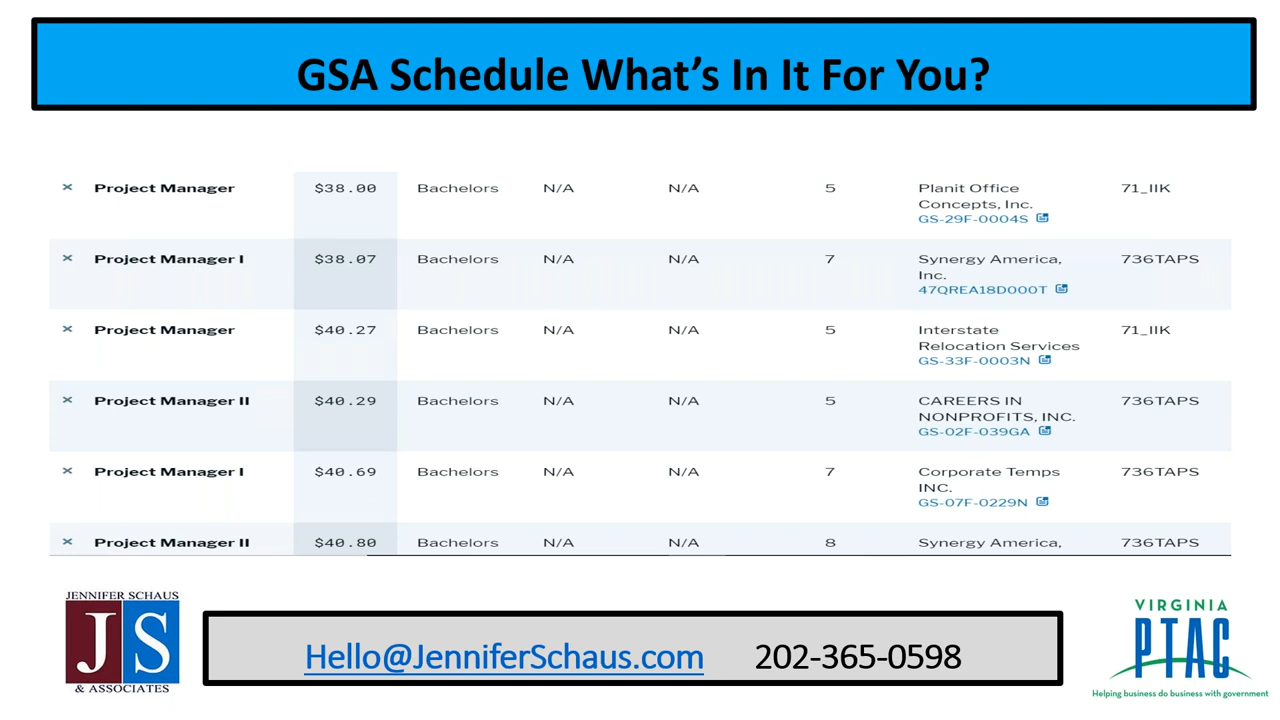 GSA Schedule What's In It For You?
× Project Manager $38.00 Bachelors N/A N/A 5 Planit Office 71_IIK
Concepts, Inc.
GS-29F-0004S
× Project Manager I $38.07 Bachelors N/A N/A 7 Synergy America, 736TAPS
Inc.
47QREA18D000T
× Project Manager $40.27 Bachelors N/A N/A 5 Interstate 71_IIK
Relocation Services
GS-33F-0003N
× Project Manager II $40.29 Bachelors N/A N/A 5 CAREERS IN 736TAPS
NONPROFITS, INC.
GS-02F-039GA
× Project Manager I $40.69 Bachelors N/A N/A 7 Corporate Temps 736TAPS
INC.
GS-07F-0229N
× Project Manager II $40.80 Bachelors N/A N/A 8 Synergy America, 736TAPS
JENNIFER SCHAUS
JS
& ASSOCIATES
Hello@JenniferSchaus.com 202-365-0598
VIRGINIA
PTAC
Helping business do business with government